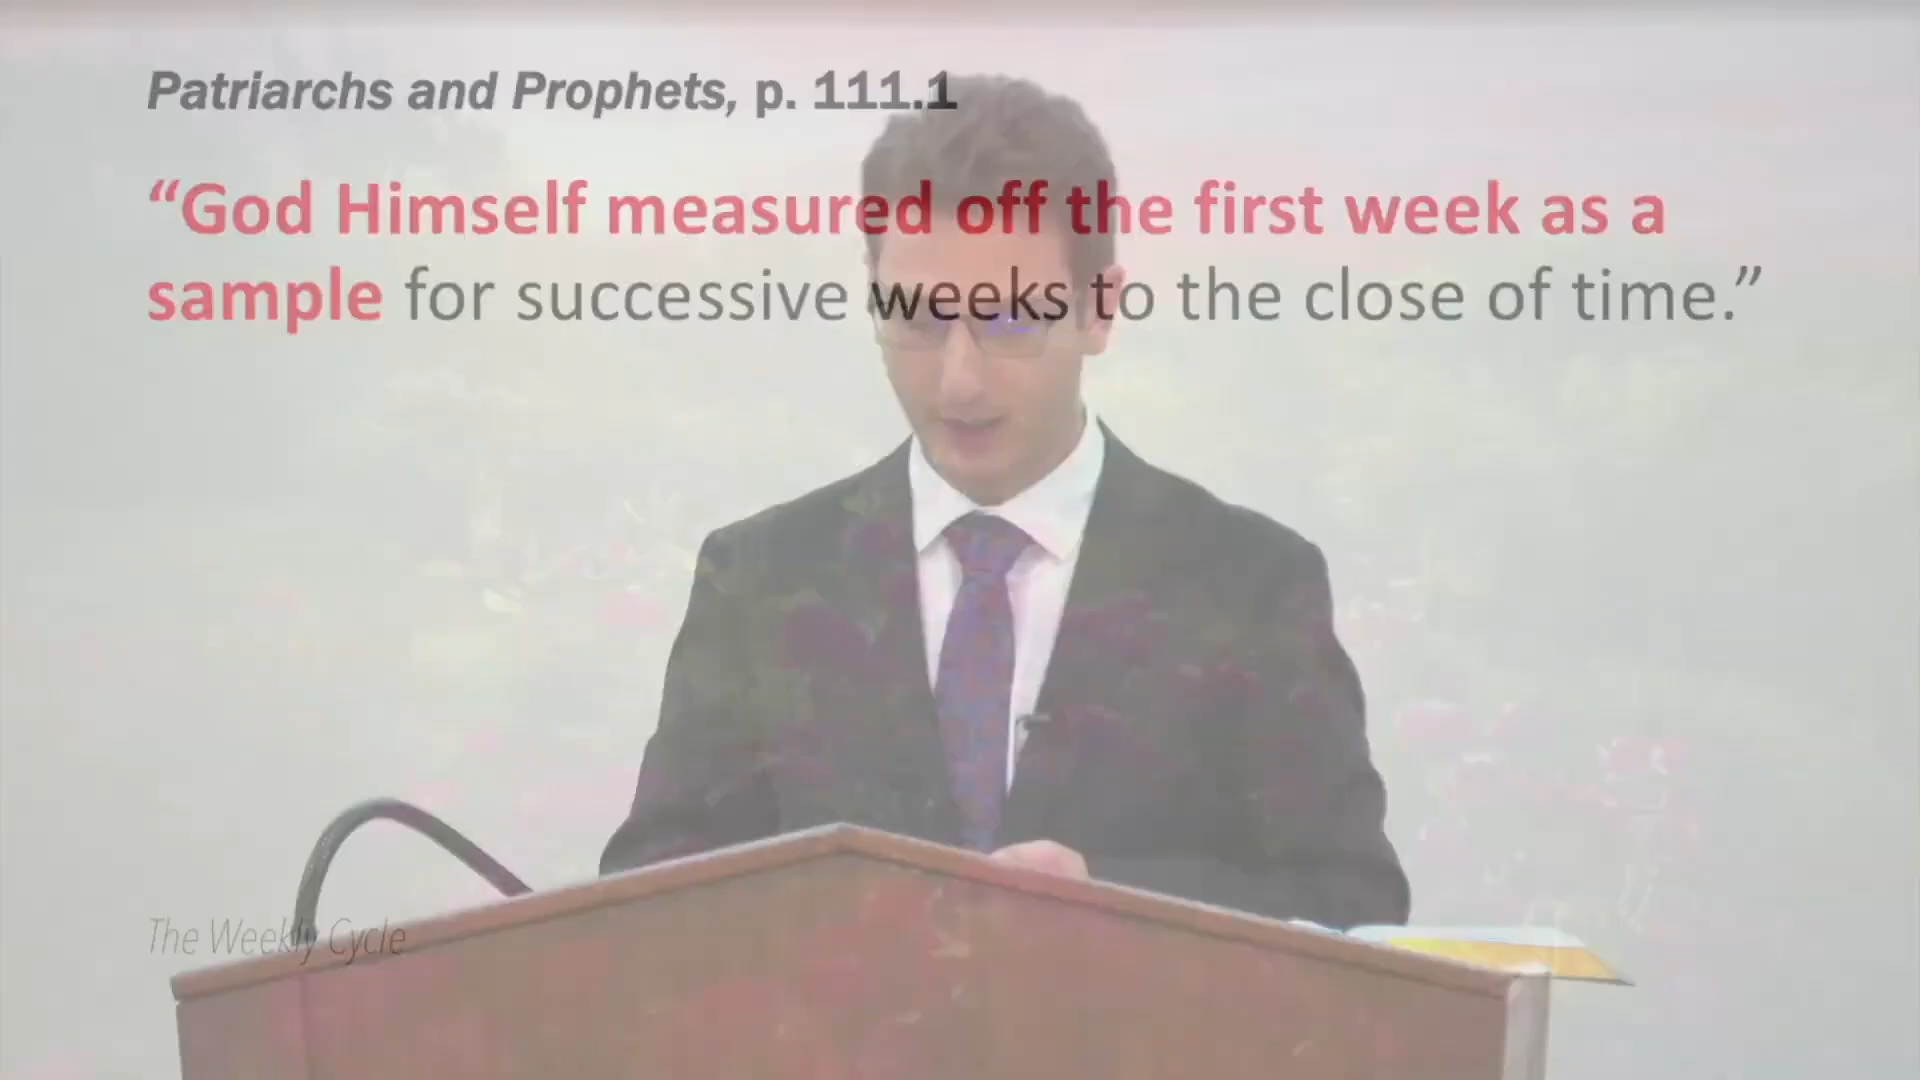 Patriarchs and Prophets, p. 111.1
“God Himself measured off the first week as a
sample for successive weeks to the close of time.”
The Weekly Cycle